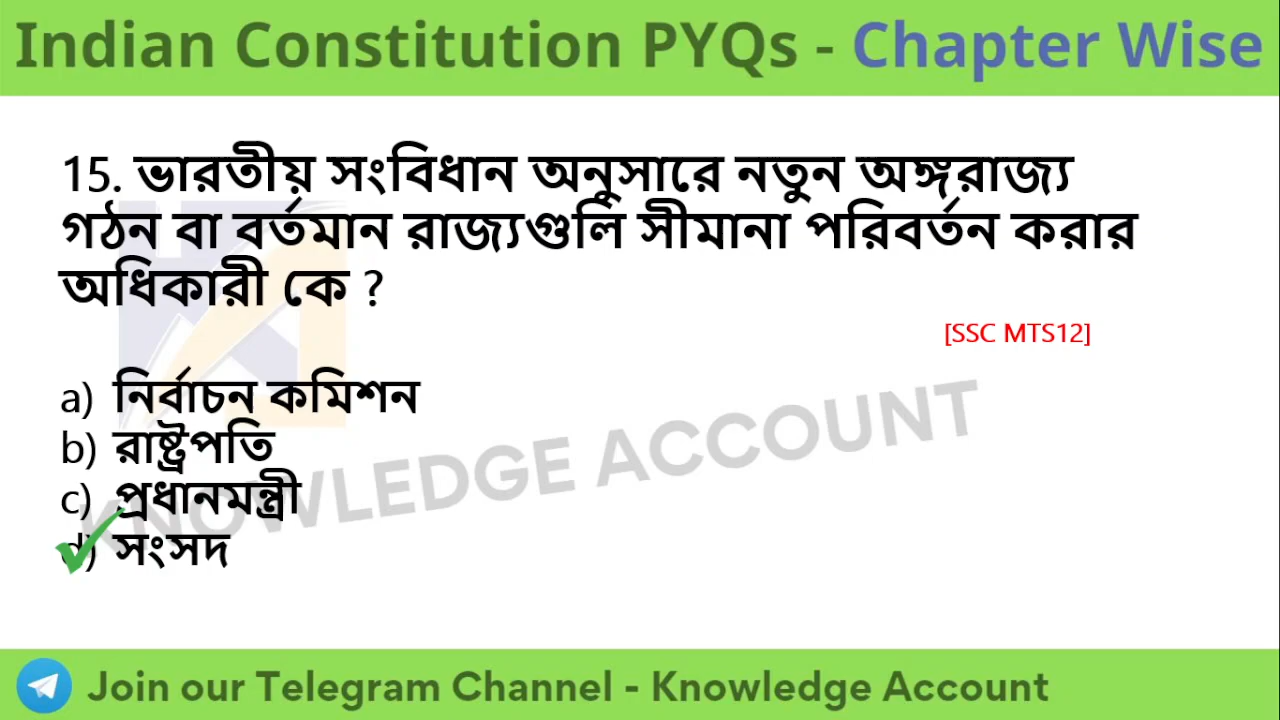 Indian Constitution PYQs - Chapter Wise
15. ভারতীয় সংবিধান অনুসারে নতুন অঙ্গরাজ্য
গঠন বা বর্তমান রাজ্যগুলি সীমানা পরিবর্তন করার
অধিকারী কে ?
[SSC MTS12]
a) নির্বাচন কমিশন
b) রাষ্ট্রপতি
c) প্রধানমন্ত্রী
d) সংসদ
KNOWLEDGE ACCOUNT
Join our Telegram Channel - Knowledge Account